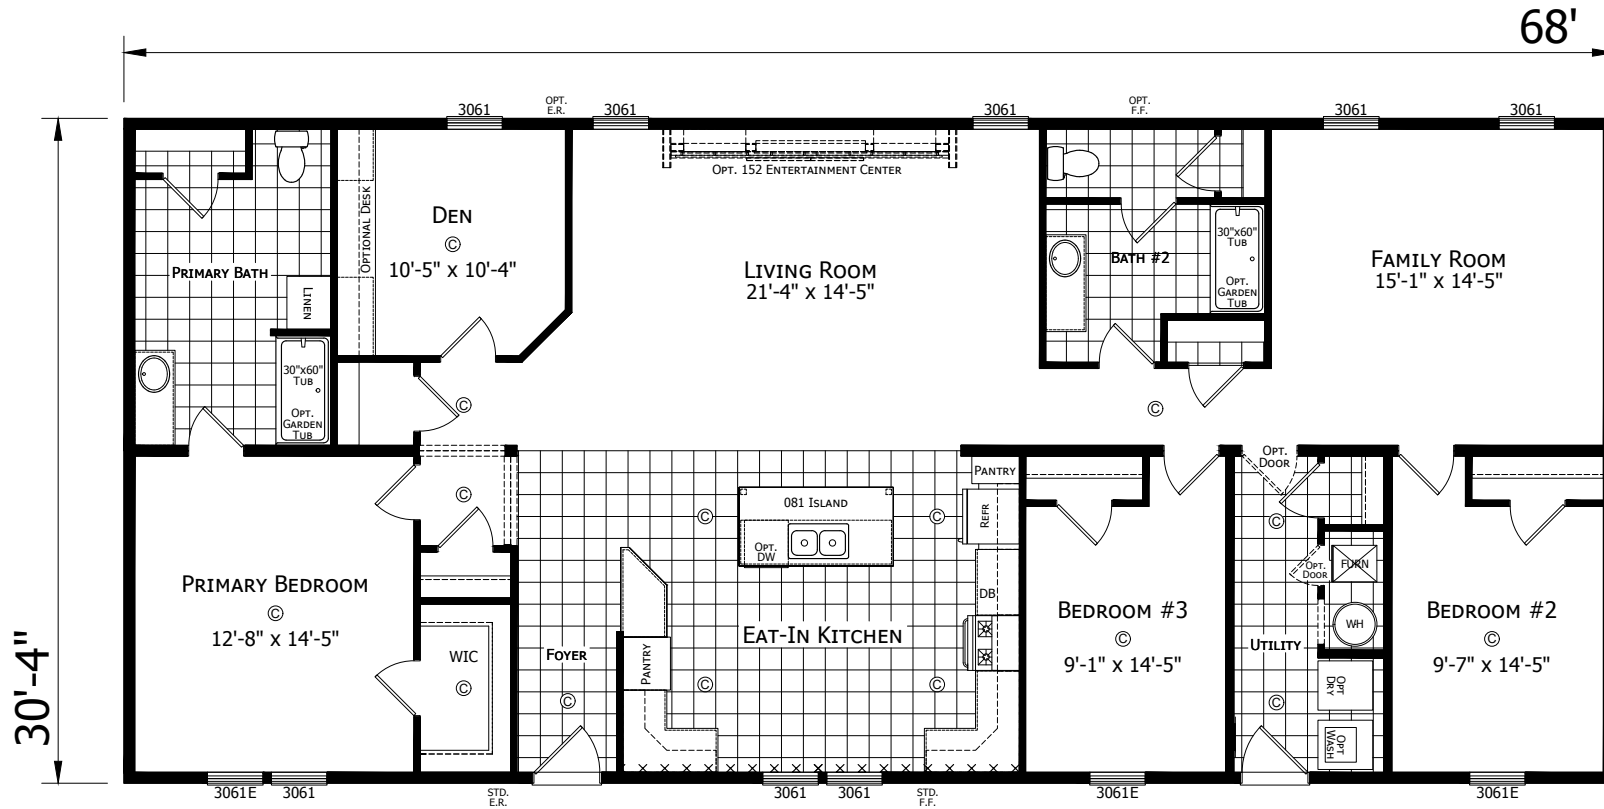 68'
30'-4"
3061
OPT.
E.R.
3061
3061
OPT.
F.F.
3061
3061
OPT. 152 ENTERTAINMENT CENTER
OPTIONAL DESK
DEN
©
10'-5" x 10'-4"
PRIMARY BATH
LINEN
30"x60"
TUB
OPT.
GARDEN
TUB
LIVING ROOM
21'-4" x 14'-5"
BATH #2
30"x60"
TUB
OPT.
GARDEN
TUB
FAMILY ROOM
15'-1" x 14'-5"
©
©
©
PRIMARY BEDROOM
©
12'-8" x 14'-5"
WIC
©
FOYER
©
PANTRY
081 ISLAND
OPT.
DW
©
©
PANTRY
REFR
DB
EAT-IN KITCHEN
©
©
BEDROOM #3
©
9'-1" x 14'-5"
OPT.
DOOR
©
OPT.
DOOR
FURN
WH
UTILITY
©
OPT
DRY
OPT
WASH
BEDROOM #2
©
9'-7" x 14'-5"
3061E
3061
STD.
E.R.
3061
3061
STD.
F.F.
3061E
3061E